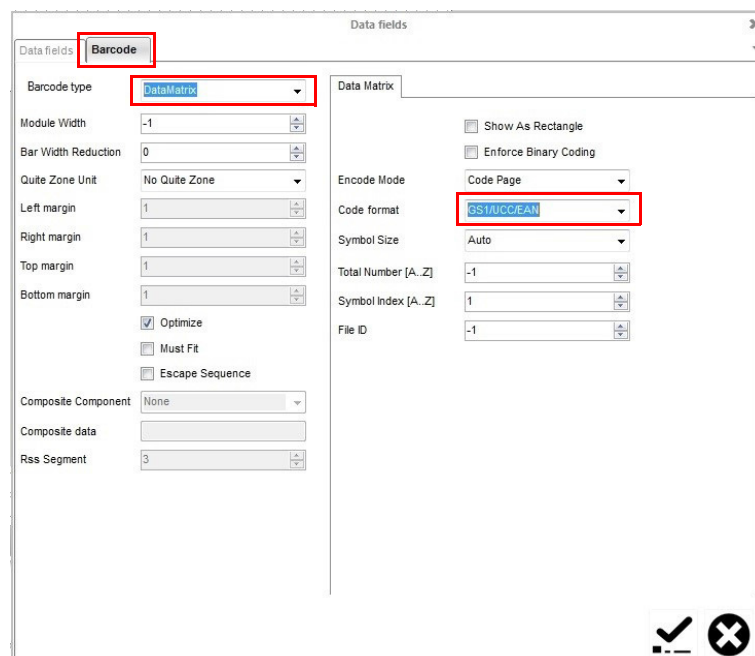 Data fields
Data fields
Barcode
Barcode type
DataMatrix
Module Width
-1
Bar Width Reduction
0
Quite Zone Unit
No Quite Zone
Left margin
1
Right margin
1
Top margin
1
Bottom margin
1
Optimize
Must Fit
Escape Sequence
Composite Component
None
Composite data
Rss Segment
3
Data Matrix
Show As Rectangle
Enforce Binary Coding
Encode Mode
Code Page
Code format
GS1/UCC/EAN
Symbol Size
Auto
Total Number [A..Z]
-1
Symbol Index [A..Z]
1
File ID
-1